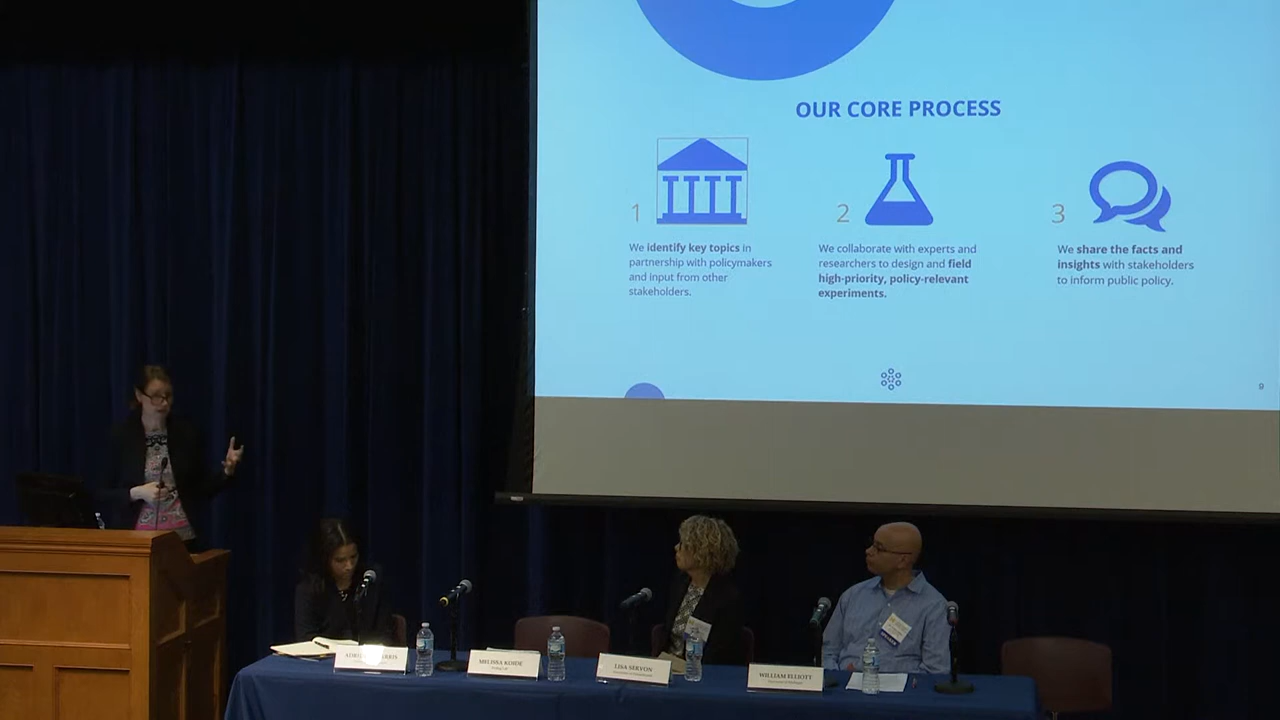 OUR CORE PROCESS
1
We identify key topics in
partnership with policymakers
and input from other
stakeholders.
2
We collaborate with experts and
researchers to design and field
high-priority, policy-relevant
experiments.
3
We share the facts and
insights with stakeholders
to inform public policy.
9
MELISSA KOIDE
LISA SERVON
WILLIAM ELLIOTT